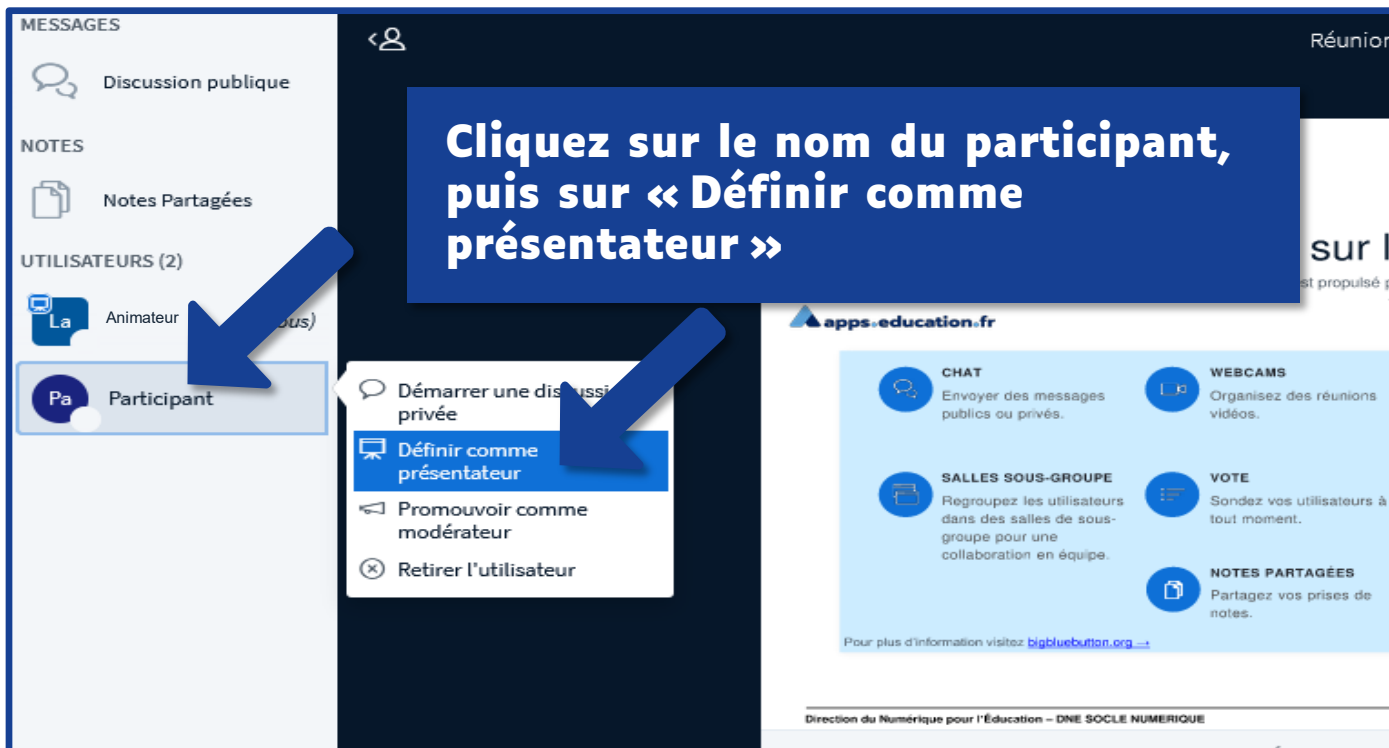 MESSAGES
Discussion publique
NOTES
Notes Partagées
UTILISATEURS (2)
La
Animateur
Pa
Participant
Réunion
Cliquez sur le nom du participant,
puis sur « Définir comme
présentateur »
Démarrer une
privée
Définir comme
présentateur
Promouvoir comme
modérateur
Retirer l'utilisateur
sur
propulsé
apps.education.fr
CHAT
Envoyer des messages
publics ou privés.
WEBCAMS
Organisez des réunions
vidéos.
SALLES SOUS-GROUPE
Regroupez les utilisateurs
dans des salles de sous-
groupe pour une
collaboration en équipe.
VOTE
Sondez vos utilisateurs à
tout moment.
NOTES PARTAGÉES
Partagez vos prises de
notes.
Pour plus d'information visitez bigbluebutton.org →
Direction du Numérique pour l'Éducation – DNE SOCLE NUMERIQUE